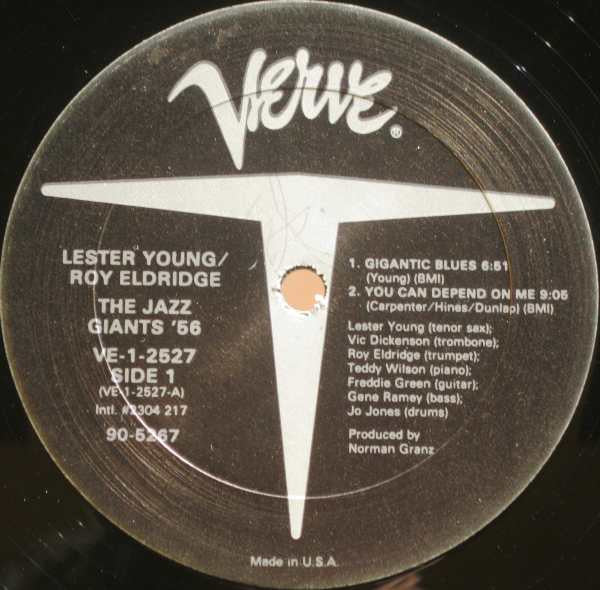 Verve®
LESTER YOUNG/
ROY ELDRIDGE
THE JAZZ
GIANTS '56
VE-1-2527
SIDE 1
(VE-1-2527-A)
Intl. #2304 217
90-5267
1. GIGANTIC BLUES 6:51
(Young) (BMI)
2. YOU CAN DEPEND ON ME 9:05
(Carpenter/Hines/Dunlap) (BMI)
Lester Young (tenor sax);
Vic Dickenson (trombone);
Roy Eldridge (trumpet);
Teddy Wilson (piano);
Freddie Green (guitar);
Gene Ramey (bass);
Jo Jones (drums)
Produced by
Norman Granz
Made in U.S.A.